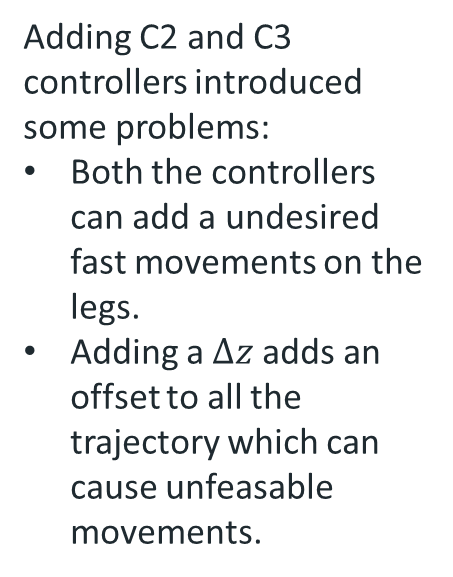 Adding C2 and C3
controllers introduced
some problems:
• Both the controllers
can add a undesired
fast movements on the
legs.
• Adding a Δz adds an
offset to all the
trajectory which can
cause unfeasable
movements.